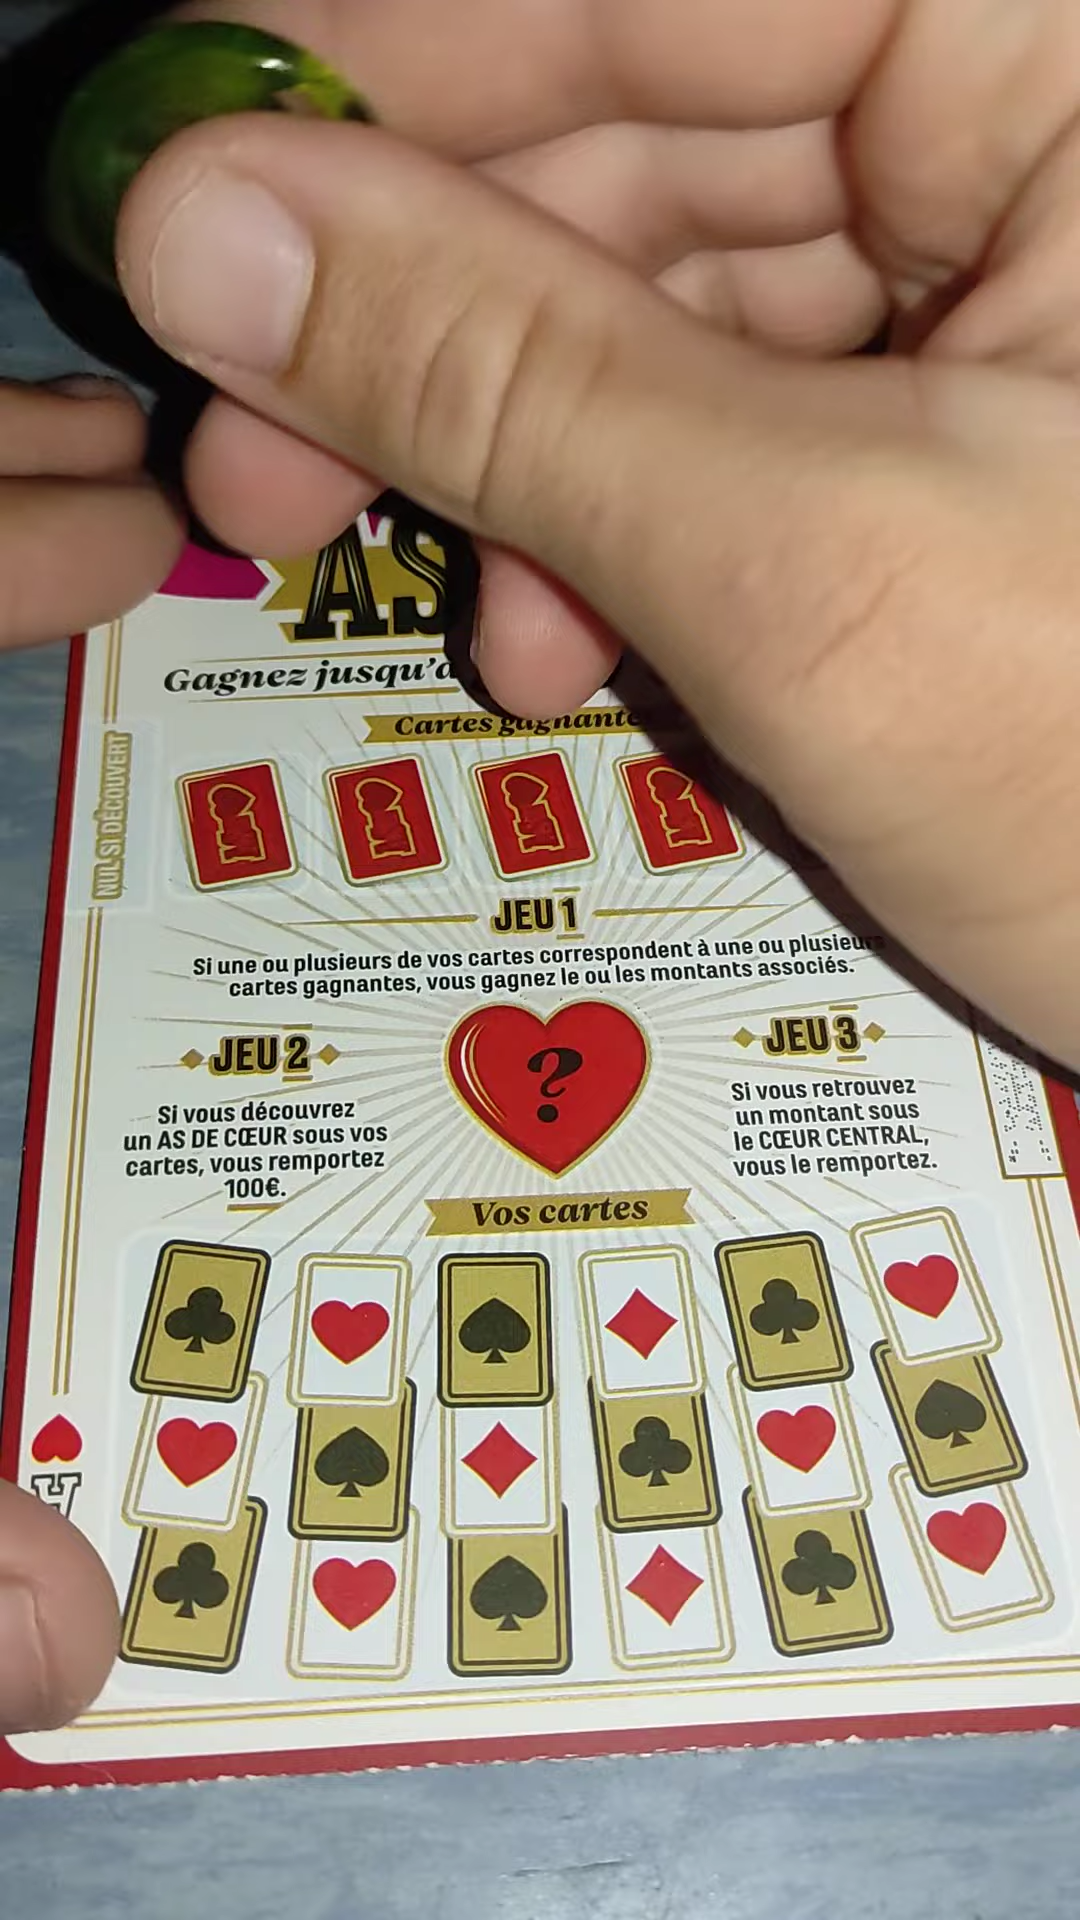 AS
Gagnez jusqu'à
Cartes gagnante
NUL SI DÉCOUVERT
JEU 1
Si une ou plusieurs de vos cartes correspondent à une ou plusieurs
cartes gagnantes, vous gagnez le ou les montants associés.
JEU 2
Si vous découvrez
un AS DE CŒUR sous vos
cartes, vous remportez
100€.
?
JEU 3
Si vous retrouvez
un montant sous
le CŒUR CENTRAL,
vous le remportez.
Vos cartes
A